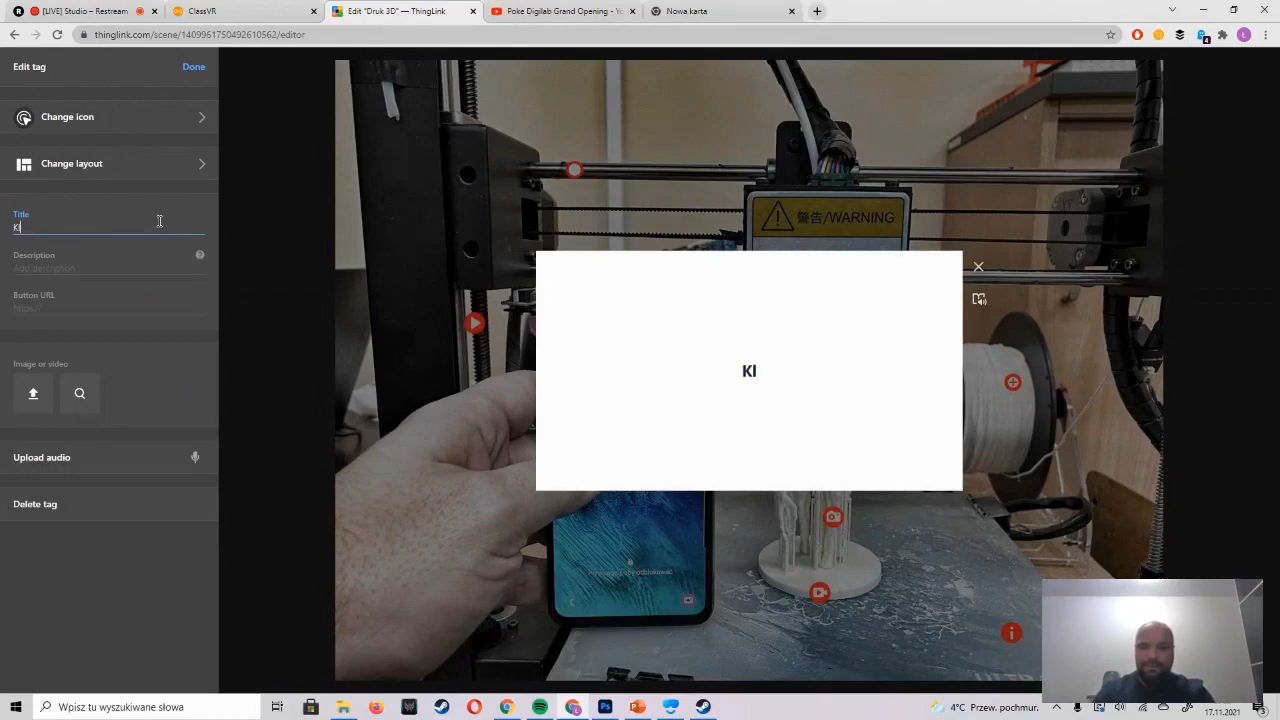 [LIVE] Studio – Restream
ClassVR
Edit "Druk 3D" — ThingLink
Poke Digilab Grand Opening - Yo
Nowa karta
thinglink.com/scene/1409961750492610562/editor
4
L
Edit tag
Done
Change icon
Change layout
Title
Kl
Description
Add description
Button URL
https://
Image or video
Upload audio
Delete tag
警告/WARNING
Kl
Wpisz tu wyszukiwane słowa
4°C Przew. pochmur.
17.11.2021